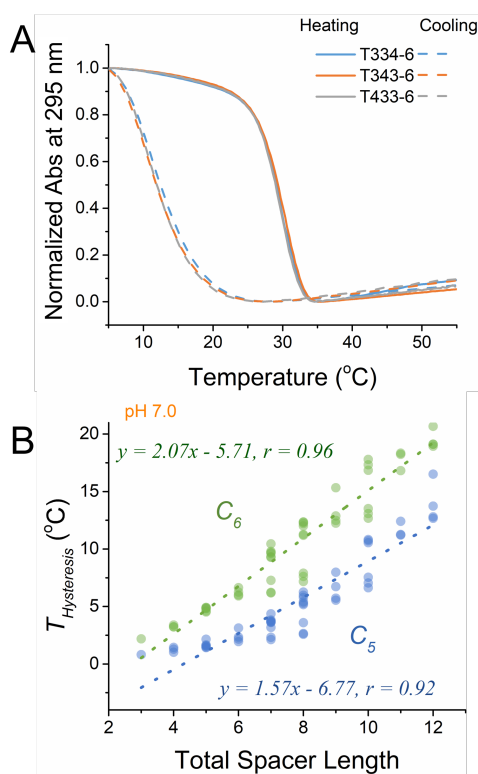 A
Heating Cooling
T334-6
T343-6
T433-6
Normalized Abs at 295 nm
1.0
0.8
0.6
0.4
0.2
0.0
10 20 30 40 50
Temperature (°C)
B
pH 7.0
y = 2.07x - 5.71, r = 0.96
C6
C5
y = 1.57x - 6.77, r = 0.92
THysteresis (°C)
20
15
10
5
0
2 4 6 8 10 12
Total Spacer Length